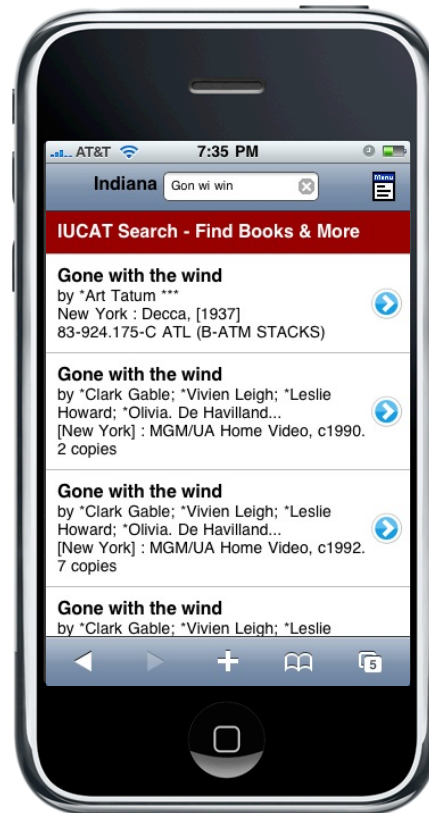 AT&T 7:35 PM
Indiana Gon wi win Menu
IUCAT Search - Find Books & More
Gone with the wind
by *Art Tatum ***
New York : Decca, [1937]
83-924.175-C ATL (B-ATM STACKS)
Gone with the wind
by *Clark Gable; *Vivien Leigh; *Leslie
Howard; *Olivia. De Havilland...
[New York] : MGM/UA Home Video, c1990.
2 copies
Gone with the wind
by *Clark Gable; *Vivien Leigh; *Leslie
Howard; *Olivia. De Havilland...
[New York] : MGM/UA Home Video, c1992.
7 copies
Gone with the wind
by *Clark Gable; *Vivien Leigh; *Leslie
5